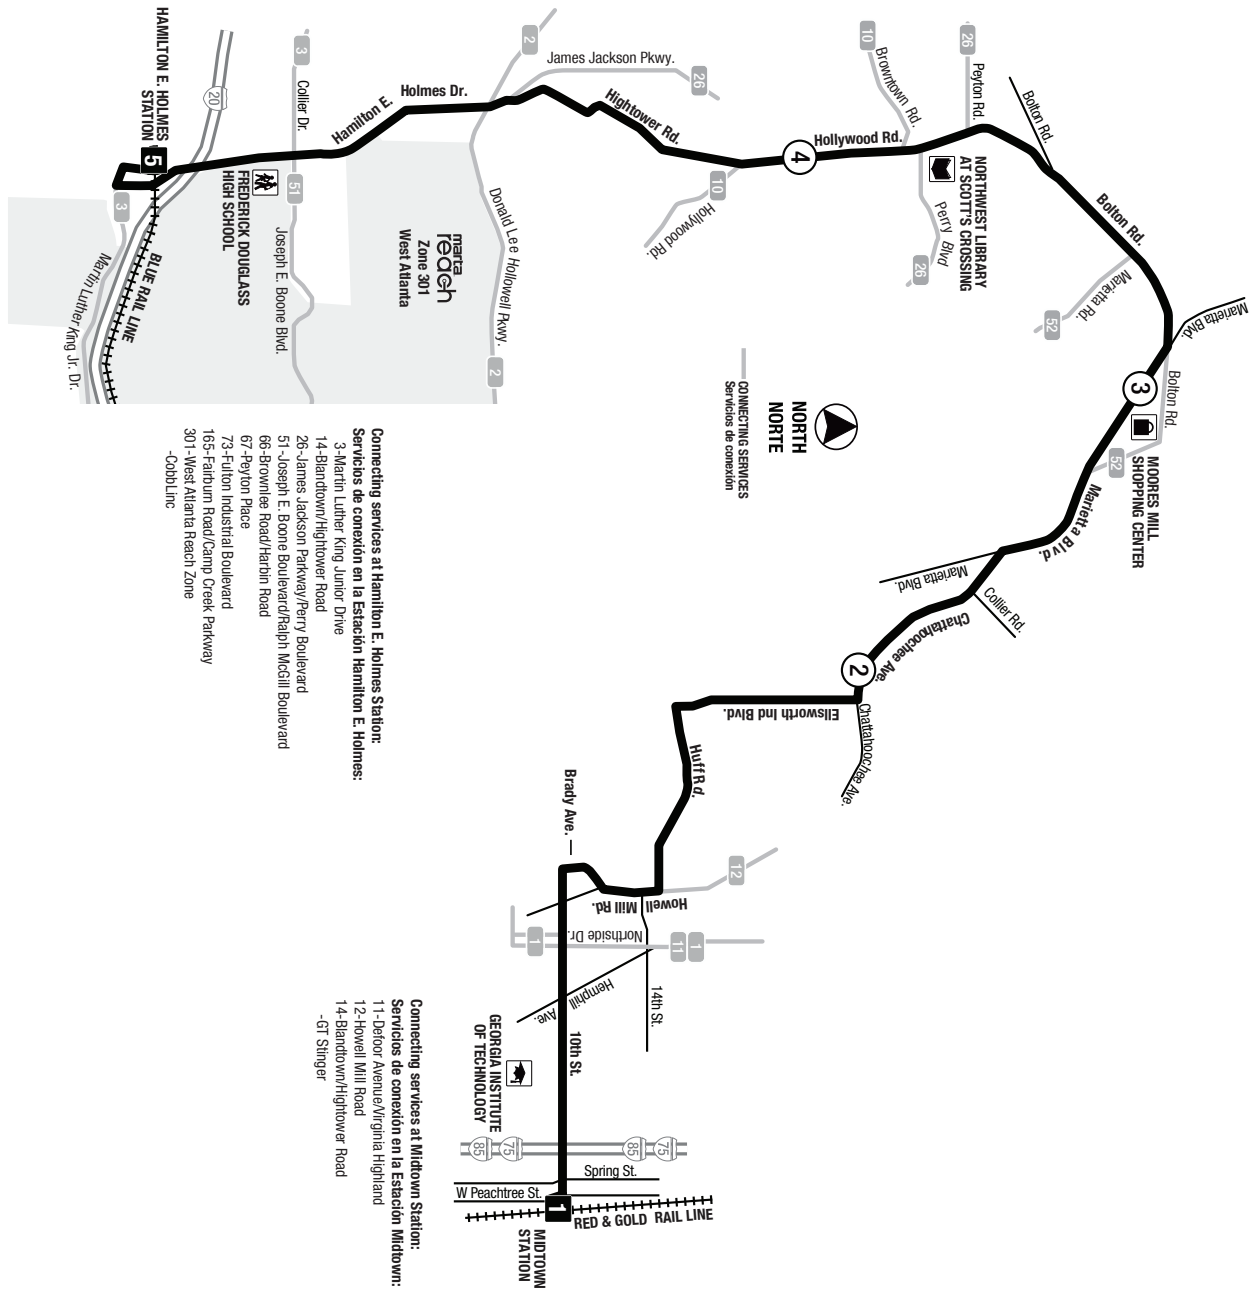 HAMILTON E. HOLMES
STATION
5
20
3
Collier Dr.
51
FREDERICK DOUGLASS
HIGH SCHOOL
3
Martin Luther King Jr. Dr.
BLUE RAIL LINE
Joseph E. Boone Blvd.
Hamilton E.
Holmes Dr.
2
James Jackson Pkwy.
26
Hightower Rd.
marta
reach
Zone 301
West Atlanta
Donald Lee Hollowell Pkwy.
2
10
Hollywood Rd.
4
Hollywood Rd.
10
Browntown Rd.
26
Peyton Rd.
NORTHWEST LIBRARY
AT SCOTT'S CROSSING
Perry Blvd
26
Bolton Rd.
Bolton Rd.
Marietta Rd.
52
Marietta Blvd.
3
Bolton Rd.
52
MOORES MILL
SHOPPING CENTER
Marietta Blvd.
Marietta Blvd.
Collier Rd.
Chattahoochee Ave.
2
Chattahoochee Ave.
Ellsworth Ind Blvd.
Huff Rd.
NORTH
NORTE
CONNECTING SERVICES
Servicios de conexión
Brady Ave.
12
Howell
Mill Rd.
Northside Dr.
1
11
1
Hemphill Ave.
14th St.
10th St.
GEORGIA INSTITUTE
OF TECHNOLOGY
85
75
85
75
Spring St.
W Peachtree St.
1
RED & GOLD RAIL LINE
MIDTOWN
STATION
Connecting services at Hamilton E. Holmes Station:
Servicios de conexión en la Estación Hamilton E. Holmes:
3-Martin Luther King Junior Drive
14-Blandtown/Hightower Road
26-James Jackson Parkway/Perry Boulevard
51-Joseph E. Boone Boulevard/Ralph McGill Boulevard
66-Brownlee Road/Harbin Road
67-Peyton Place
73-Fulton Industrial Boulevard
165-Fairburn Road/Camp Creek Parkway
301-West Atlanta Reach Zone
-CobbLinc
Connecting services at Midtown Station:
Servicios de conexión en la Estación Midtown:
11-Defoor Avenue/Virginia Highland
12-Howell Mill Road
14-Blandtown/Hightower Road
-GT Stinger